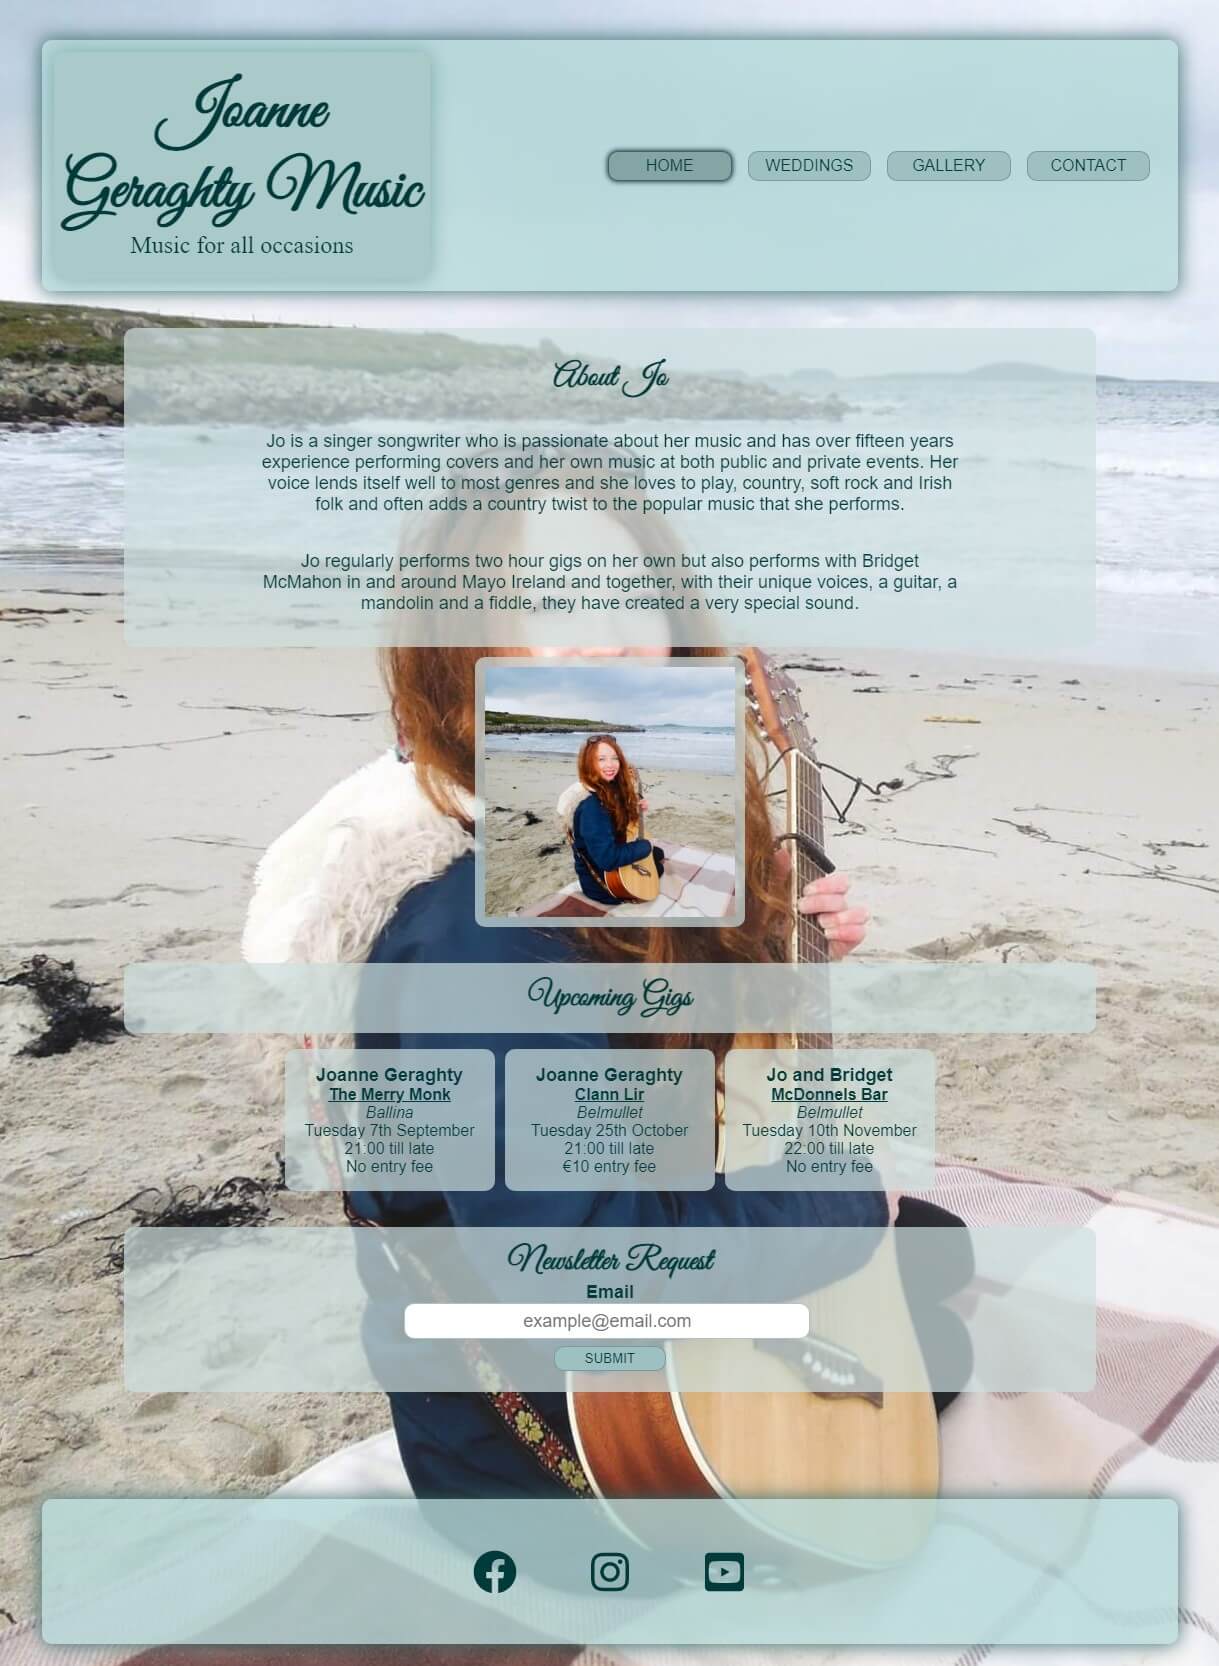 Joanne
Geraghty Music
Music for all occasions
HOME
WEDDINGS
GALLERY
CONTACT
About Jo
Jo is a singer songwriter who is passionate about her music and has over fifteen years
experience performing covers and her own music at both public and private events. Her
voice lends itself well to most genres and she loves to play, country, soft rock and Irish
folk and often adds a country twist to the popular music that she performs.
Jo regularly performs two hour gigs on her own but also performs with Bridget
McMahon in and around Mayo Ireland and together, with their unique voices, a guitar, a
mandolin and a fiddle, they have created a very special sound.
Upcoming Gigs
Joanne Geraghty
The Merry Monk
Ballina
Tuesday 7th September
21:00 till late
No entry fee
Joanne Geraghty
Clann Lir
Belmullet
Tuesday 25th October
21:00 till late
€10 entry fee
Jo and Bridget
McDonnels Bar
Belmullet
Tuesday 10th November
22:00 till late
No entry fee
Newsletter Request
Email
example@email.com
SUBMIT